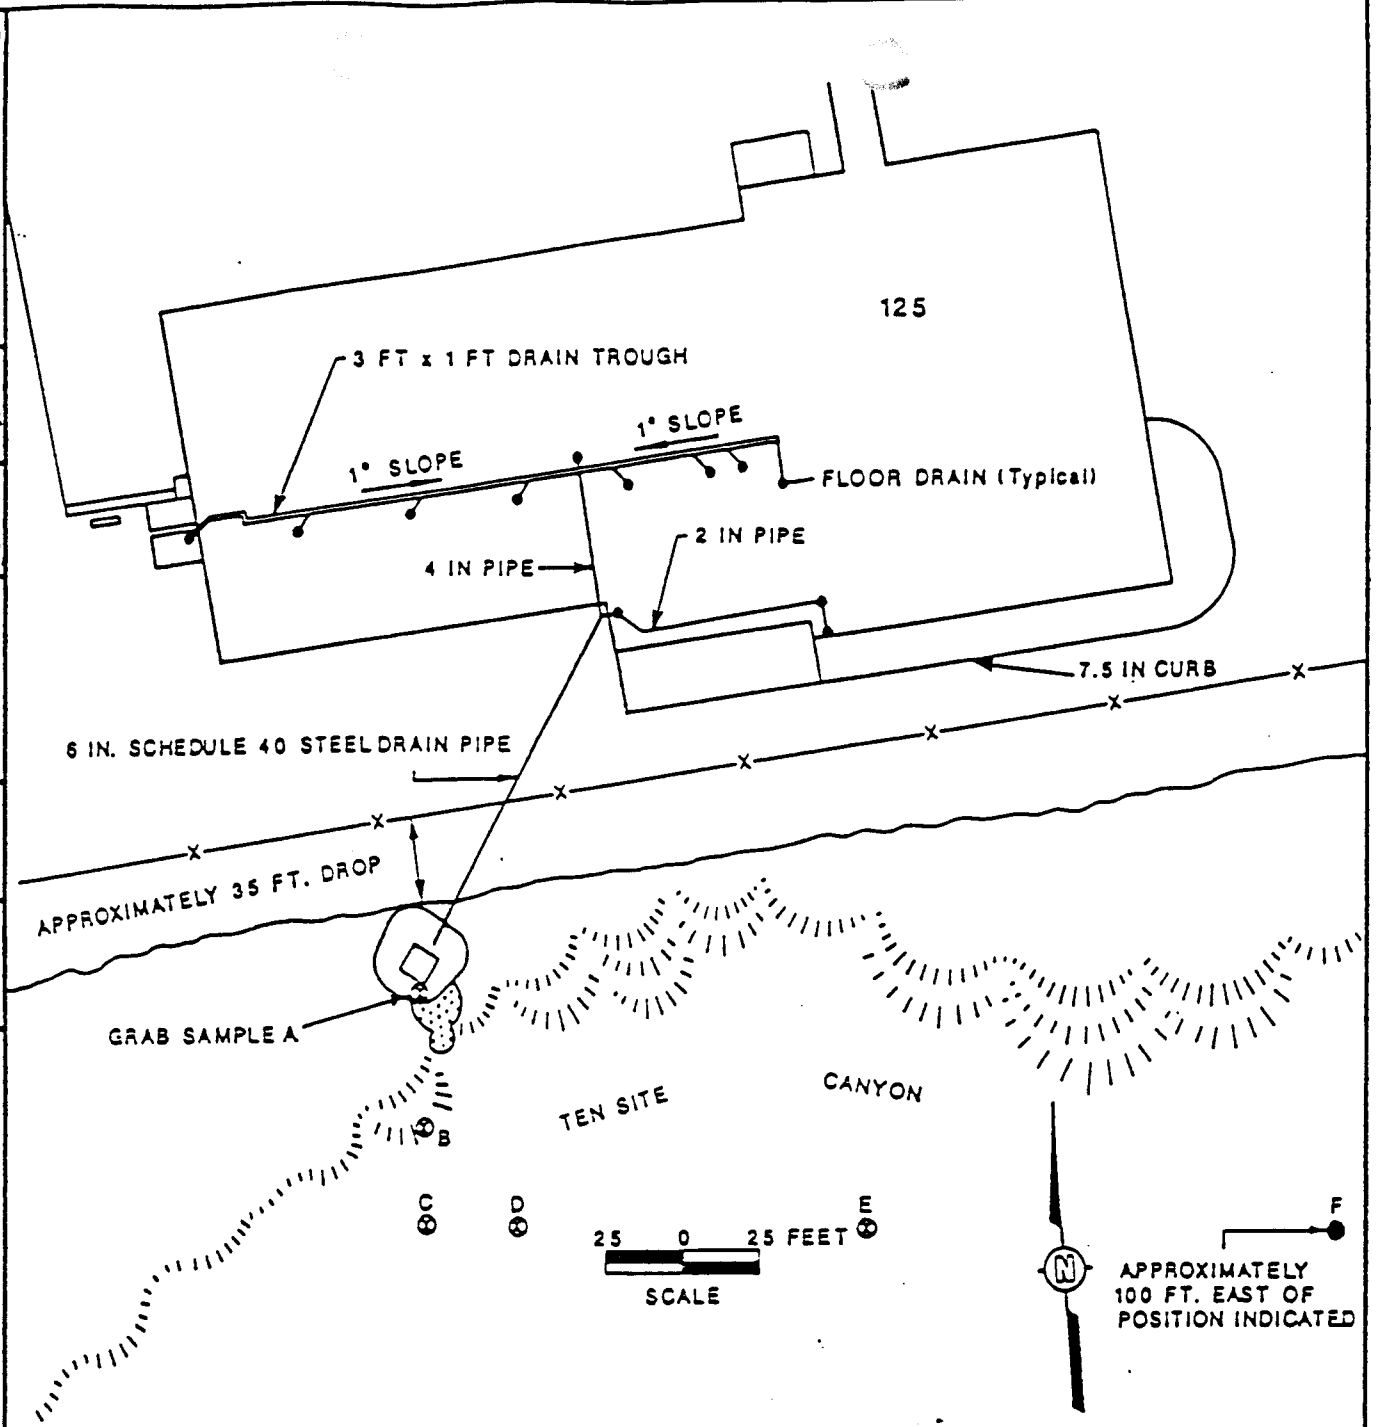 125
3 FT x 1 FT DRAIN TROUGH
1° SLOPE
1° SLOPE
FLOOR DRAIN (Typical)
2 IN PIPE
4 IN PIPE
7.5 IN CURB
6 IN. SCHEDULE 40 STEEL DRAIN PIPE
APPROXIMATELY 35 FT. DROP
GRAB SAMPLE A
TEN SITE CANYON
B
C
D
E
F
25 0 25 FEET
SCALE
N
APPROXIMATELY
100 FT. EAST OF
POSITION INDICATED